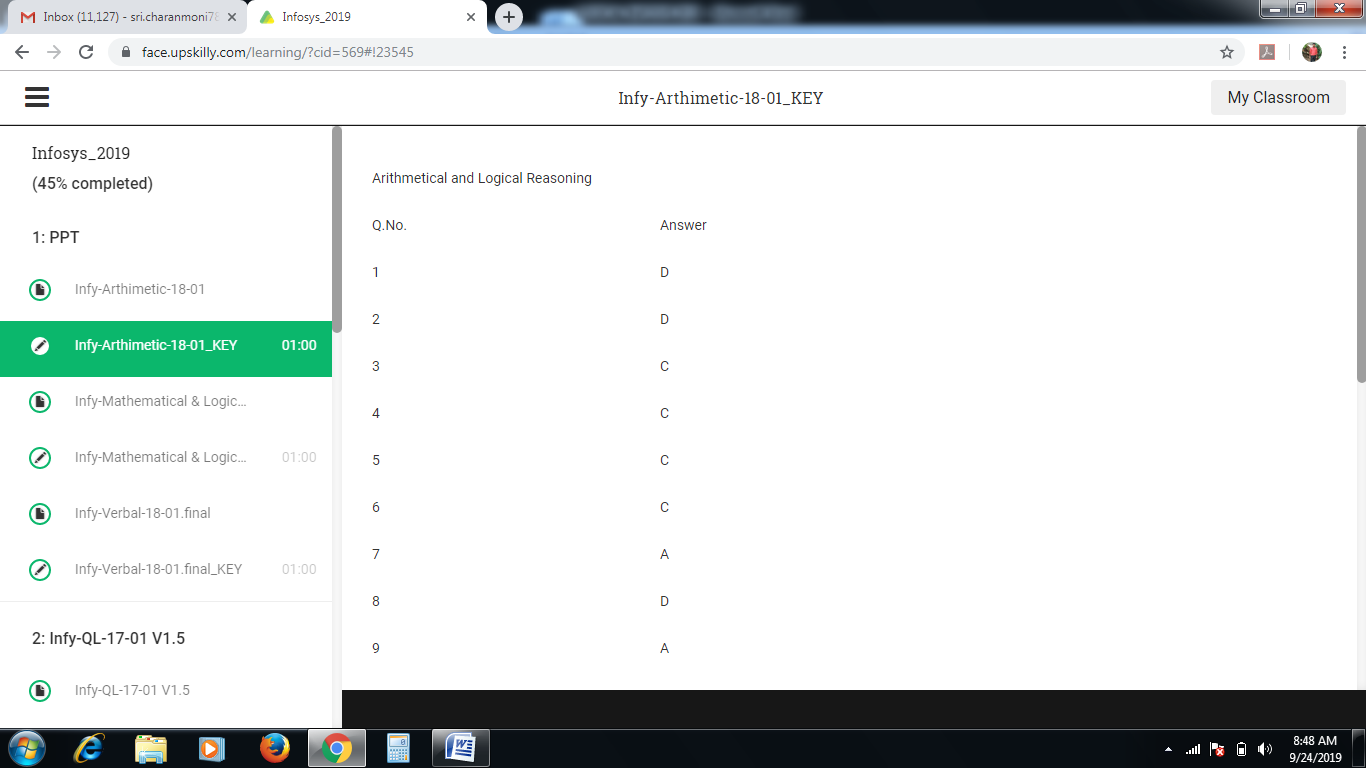 Inbox (11,127) - sri.charanmoni78
Infosys_2019
face.upskilly.com/learning/?cid=569#!23545
Infy-Arthimetic-18-01_KEY
My Classroom
Infosys_2019
(45% completed)
1: PPT
Infy-Arthimetic-18-01
Infy-Arthimetic-18-01_KEY 01:00
Infy-Mathematical & Logic...
Infy-Mathematical & Logic... 01:00
Infy-Verbal-18-01.final
Infy-Verbal-18-01.final_KEY 01:00
2: Infy-QL-17-01 V1.5
Infy-QL-17-01 V1.5
Arithmetical and Logical Reasoning
Q.No. Answer
1 D
2 D
3 C
4 C
5 C
6 C
7 A
8 D
9 A
8:48 AM
9/24/2019